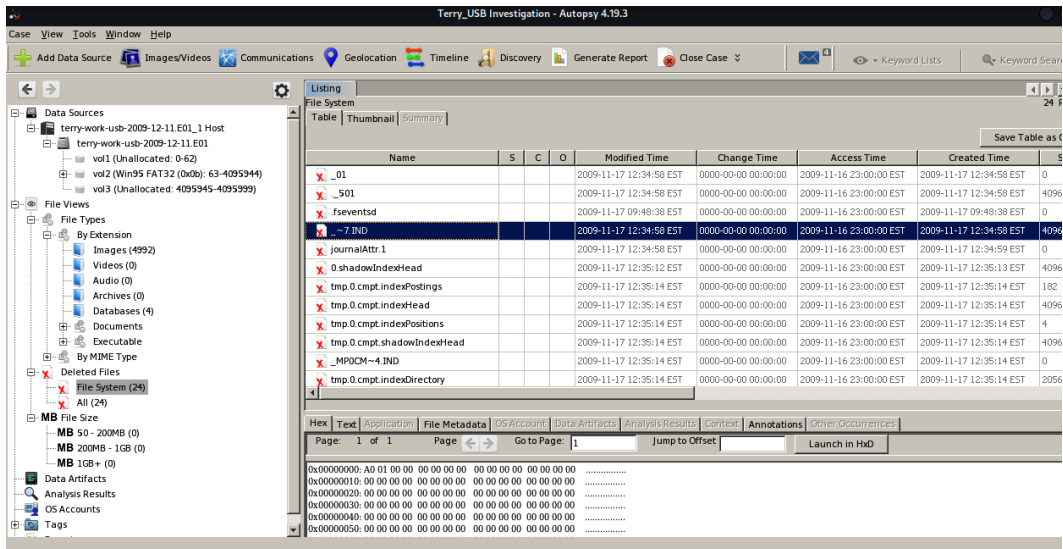 Terry_USB Investigation - Autopsy 4.19.3
Case View Tools Window Help
Add Data Source Images/Videos Communications Geolocation Timeline Discovery Generate Report Close Case 4 Keyword Lists Keyword Sear
Listing
File System
24
Table Thumbnail Summary
Save Table as
Data Sources
terry-work-usb-2009-12-11.E01_1 Host
terry-work-usb-2009-12-11.E01
vol1 (Unallocated: 0-62)
vol2 (Win95 FAT32 (0x0b): 63-4095944)
vol3 (Unallocated: 4095945-4095999)
File Views
File Types
By Extension
Images (4992)
Videos (0)
Audio (0)
Archives (0)
Databases (4)
Documents
Executable
By MIME Type
Deleted Files
File System (24)
All (24)
MB File Size
MB 50 - 200MB (0)
MB 200MB - 1GB (0)
MB 1GB+ (0)
Data Artifacts
Analysis Results
OS Accounts
Tags
Name S C O Modified Time Change Time Access Time Created Time S
_01 2009-11-17 12:34:58 EST 0000-00-00 00:00:00 2009-11-16 23:00:00 EST 2009-11-17 12:34:58 EST 0
._501 2009-11-17 12:34:58 EST 0000-00-00 00:00:00 2009-11-16 23:00:00 EST 2009-11-17 12:34:58 EST 4096
.fseventsd 2009-11-17 09:48:38 EST 0000-00-00 00:00:00 2009-11-16 23:00:00 EST 2009-11-17 09:48:38 EST 0
_~7.IND 2009-11-17 12:34:58 EST 0000-00-00 00:00:00 2009-11-16 23:00:00 EST 2009-11-17 12:34:58 EST 4096
journalAttr.1 2009-11-17 12:34:58 EST 0000-00-00 00:00:00 2009-11-16 23:00:00 EST 2009-11-17 12:34:59 EST 0
0.shadowIndexHead 2009-11-17 12:35:12 EST 0000-00-00 00:00:00 2009-11-16 23:00:00 EST 2009-11-17 12:35:13 EST 4096
tmp.0.cmpt.indexPostings 2009-11-17 12:35:14 EST 0000-00-00 00:00:00 2009-11-16 23:00:00 EST 2009-11-17 12:35:14 EST 182
tmp.0.cmpt.indexHead 2009-11-17 12:35:14 EST 0000-00-00 00:00:00 2009-11-16 23:00:00 EST 2009-11-17 12:35:14 EST 4096
tmp.0.cmpt.indexPositions 2009-11-17 12:35:14 EST 0000-00-00 00:00:00 2009-11-16 23:00:00 EST 2009-11-17 12:35:14 EST 4
tmp.0.cmpt.shadowIndexHead 2009-11-17 12:35:14 EST 0000-00-00 00:00:00 2009-11-16 23:00:00 EST 2009-11-17 12:35:14 EST 4096
_MP0CM~4.IND 2009-11-17 12:35:14 EST 0000-00-00 00:00:00 2009-11-16 23:00:00 EST 2009-11-17 12:35:14 EST 0
tmp.0.cmpt.indexDirectory 2009-11-17 12:35:14 EST 0000-00-00 00:00:00 2009-11-16 23:00:00 EST 2009-11-17 12:35:14 EST 2056
Hex Text Application File Metadata OS Account Data Artifacts Analysis Results Context Annotations Other Occurrences
Page: 1 of 1 Page Go to Page: 1 Jump to Offset Launch in HxD
0x00000000: A0 01 00 00 00 00 00 00 00 00 00 00 00 00 00 00 ................
0x00000010: 00 00 00 00 00 00 00 00 00 00 00 00 00 00 00 00 ................
0x00000020: 00 00 00 00 00 00 00 00 00 00 00 00 00 00 00 00 ................
0x00000030: 00 00 00 00 00 00 00 00 00 00 00 00 00 00 00 00 ................
0x00000040: 00 00 00 00 00 00 00 00 00 00 00 00 00 00 00 00 ................
0x00000050: 00 00 00 00 00 00 00 00 00 00 00 00 00 00 00 00 ................